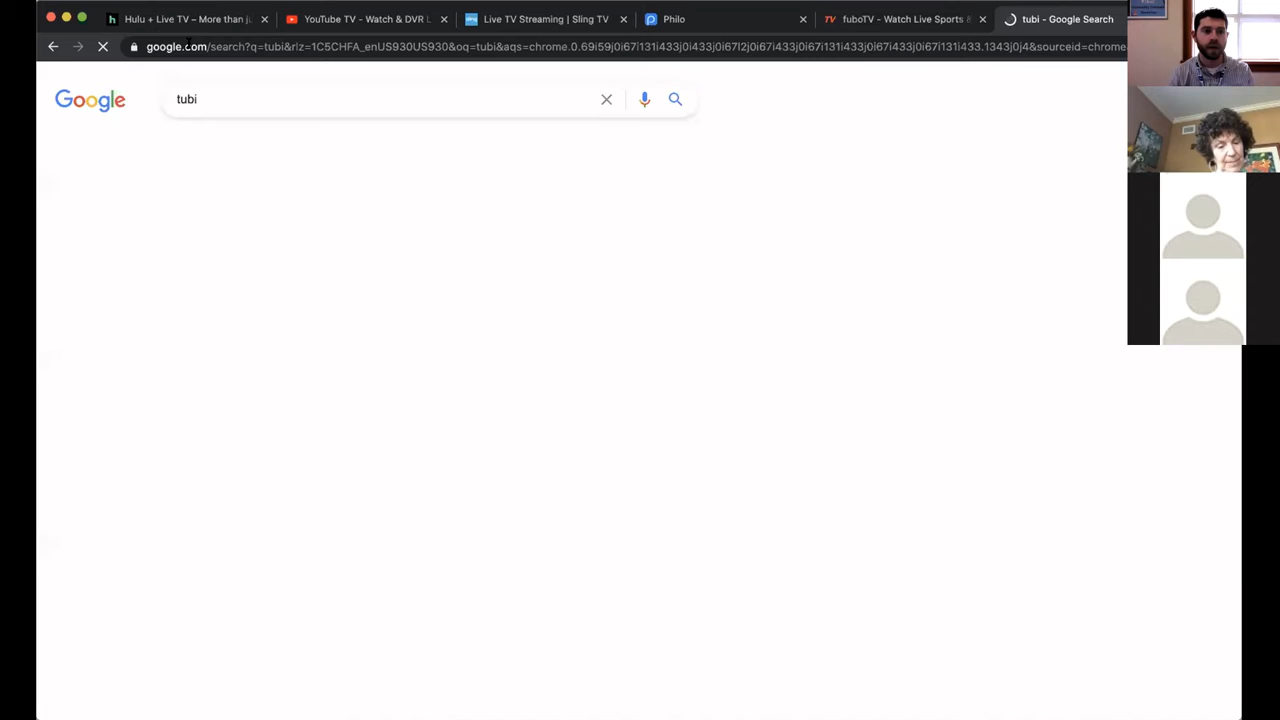 Hulu + Live TV – More than ju
YouTube TV - Watch & DVR L
Live TV Streaming | Sling TV
Philo
TV fuboTV - Watch Live Sports &
tubi - Google Search
google.com/search?q=tubi&rlz=1C5CHFA_enUS930US930&oq=tubi&aqs=chrome.0.69i59j0i67i131i433j0i67l2j0i67i131i433j0i433j0i67i433j0i67i131i433.1343j0j4&sourceid=chrome
Google
tubi